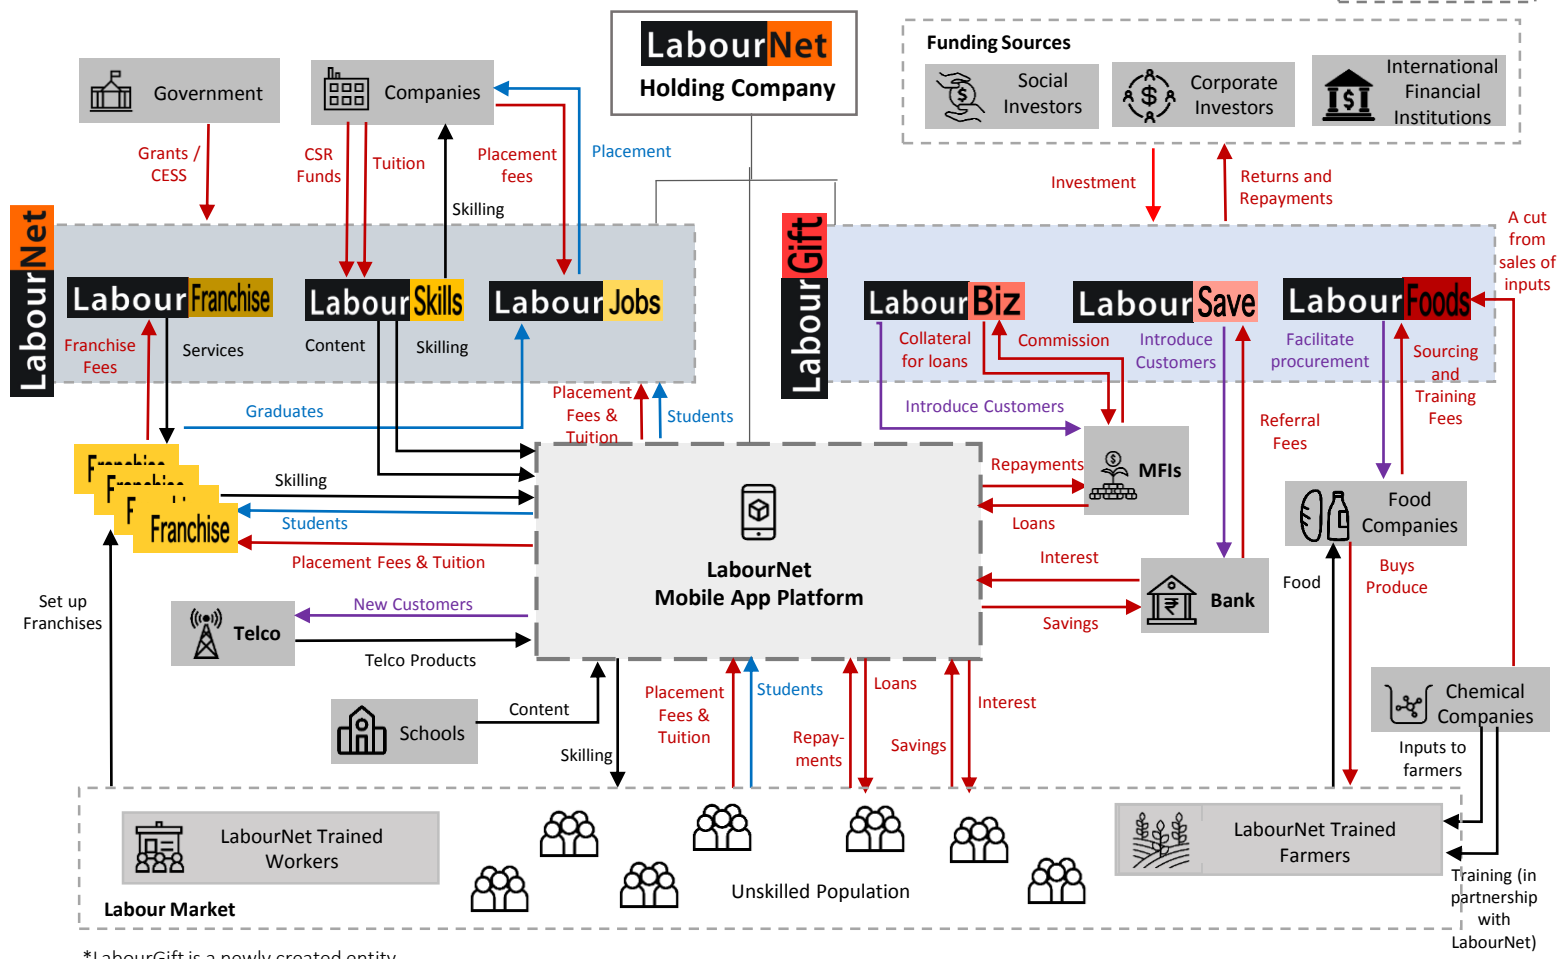 LabourNet
Holding Company
Funding Sources
Social
Investors
Corporate
Investors
International
Financial
Institutions
Government
Companies
Grants /
CESS
CSR
Funds
Tuition
Placement
fees
Placement
Skilling
Investment
Returns and
Repayments
A cut
from
sales of
inputs
LabourNet
LabourFranchise
LabourSkills
LabourJobs
Franchise
Fees
Services
Content
Skilling
Graduates
Placement
Fees &
Tuition
Students
LabourGift
LabourBiz
LabourSave
LabourFoods
Collateral
for loans
Commission
Introduce
Customers
Facilitate
procurement
Sourcing
and
Training
Fees
Introduce Customers
Referral
Fees
Franchise
Franchise
F
Franchise
Skilling
Students
Placement Fees & Tuition
LabourNet
Mobile App Platform
Repayments
Loans
MFIs
Interest
Savings
Bank
Food
Companies
Food
Buys
Produce
Set up
Franchises
Telco
New Customers
Telco Products
Schools
Content
Skilling
Placement
Fees &
Tuition
Students
Repay-
ments
Loans
Savings
Interest
Chemical
Companies
Inputs to
farmers
LabourNet Trained
Workers
Labour Market
Unskilled Population
LabourNet Trained
Farmers
Training (in
partnership
with
LabourNet)
*LabourGift is a newly created entity